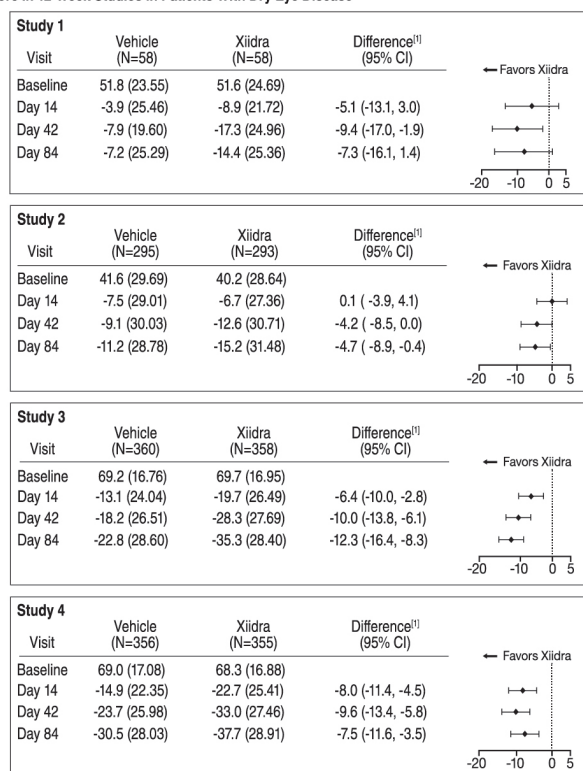 Study 1
Vehicle Xiidra Difference[1]
Visit (N=58) (N=58) (95% CI)
Favors Xiidra
Baseline 51.8 (23.55) 51.6 (24.69)
Day 14 -3.9 (25.46) -8.9 (21.72) -5.1 (-13.1, 3.0)
Day 42 -7.9 (19.60) -17.3 (24.96) -9.4 (-17.0, -1.9)
Day 84 -7.2 (25.29) -14.4 (25.36) -7.3 (-16.1, 1.4)
-20 -10 0 5
Study 2
Vehicle Xiidra Difference[1]
Visit (N=295) (N=293) (95% CI)
Favors Xiidra
Baseline 41.6 (29.69) 40.2 (28.64)
Day 14 -7.5 (29.01) -6.7 (27.36) 0.1 ( -3.9, 4.1)
Day 42 -9.1 (30.03) -12.6 (30.71) -4.2 ( -8.5, 0.0)
Day 84 -11.2 (28.78) -15.2 (31.48) -4.7 ( -8.9, -0.4)
-20 -10 0 5
Study 3
Vehicle Xiidra Difference[1]
Visit (N=360) (N=358) (95% CI)
Favors Xiidra
Baseline 69.2 (16.76) 69.7 (16.95)
Day 14 -13.1 (24.04) -19.7 (26.49) -6.4 (-10.0, -2.8)
Day 42 -18.2 (26.51) -28.3 (27.69) -10.0 (-13.8, -6.1)
Day 84 -22.8 (28.60) -35.3 (28.40) -12.3 (-16.4, -8.3)
-20 -10 0 5
Study 4
Vehicle Xiidra Difference[1]
Visit (N=356) (N=355) (95% CI)
Favors Xiidra
Baseline 69.0 (17.08) 68.3 (16.88)
Day 14 -14.9 (22.35) -22.7 (25.41) -8.0 (-11.4, -4.5)
Day 42 -23.7 (25.98) -33.0 (27.46) -9.6 (-13.4, -5.8)
Day 84 -30.5 (28.03) -37.7 (28.91) -7.5 (-11.6, -3.5)
-20 -10 0 5